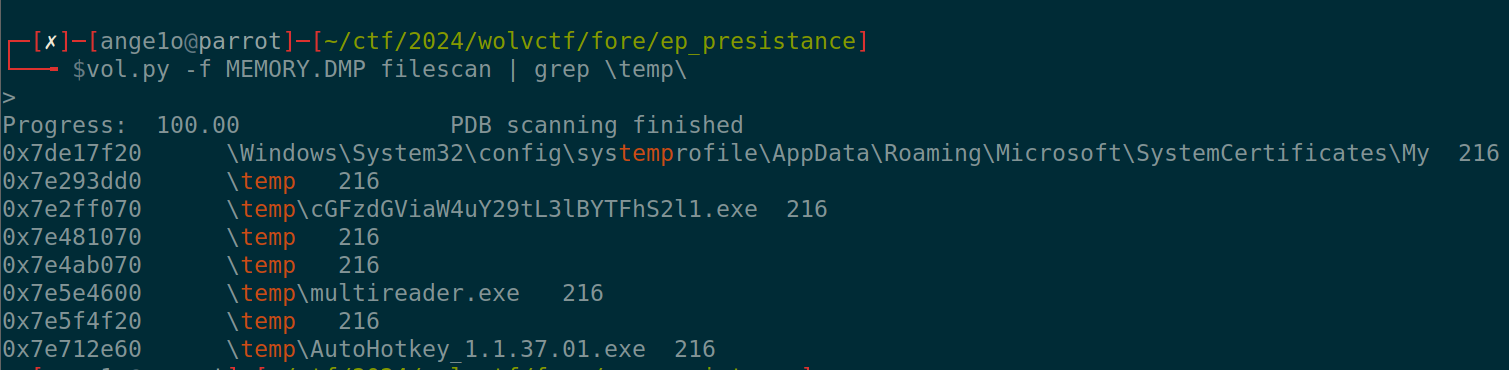 ┌─[✗]─[ange1o@parrot]─[~/ctf/2024/wolvctf/fore/ep_presistance]
└──╼ $vol.py -f MEMORY.DMP filescan | grep \temp\
>
Progress:  100.00               PDB scanning finished
0x7de17f20      \Windows\System32\config\systemprofile\AppData\Roaming\Microsoft\SystemCertificates\My  216
0x7e293dd0      \temp   216
0x7e2ff070      \temp\cGFzdGViaW4uY29tL3lBYTFhS2l1.exe  216
0x7e481070      \temp   216
0x7e4ab070      \temp   216
0x7e5e4600      \temp\multireader.exe   216
0x7e5f4f20      \temp   216
0x7e712e60      \temp\AutoHotkey_1.1.37.01.exe  216